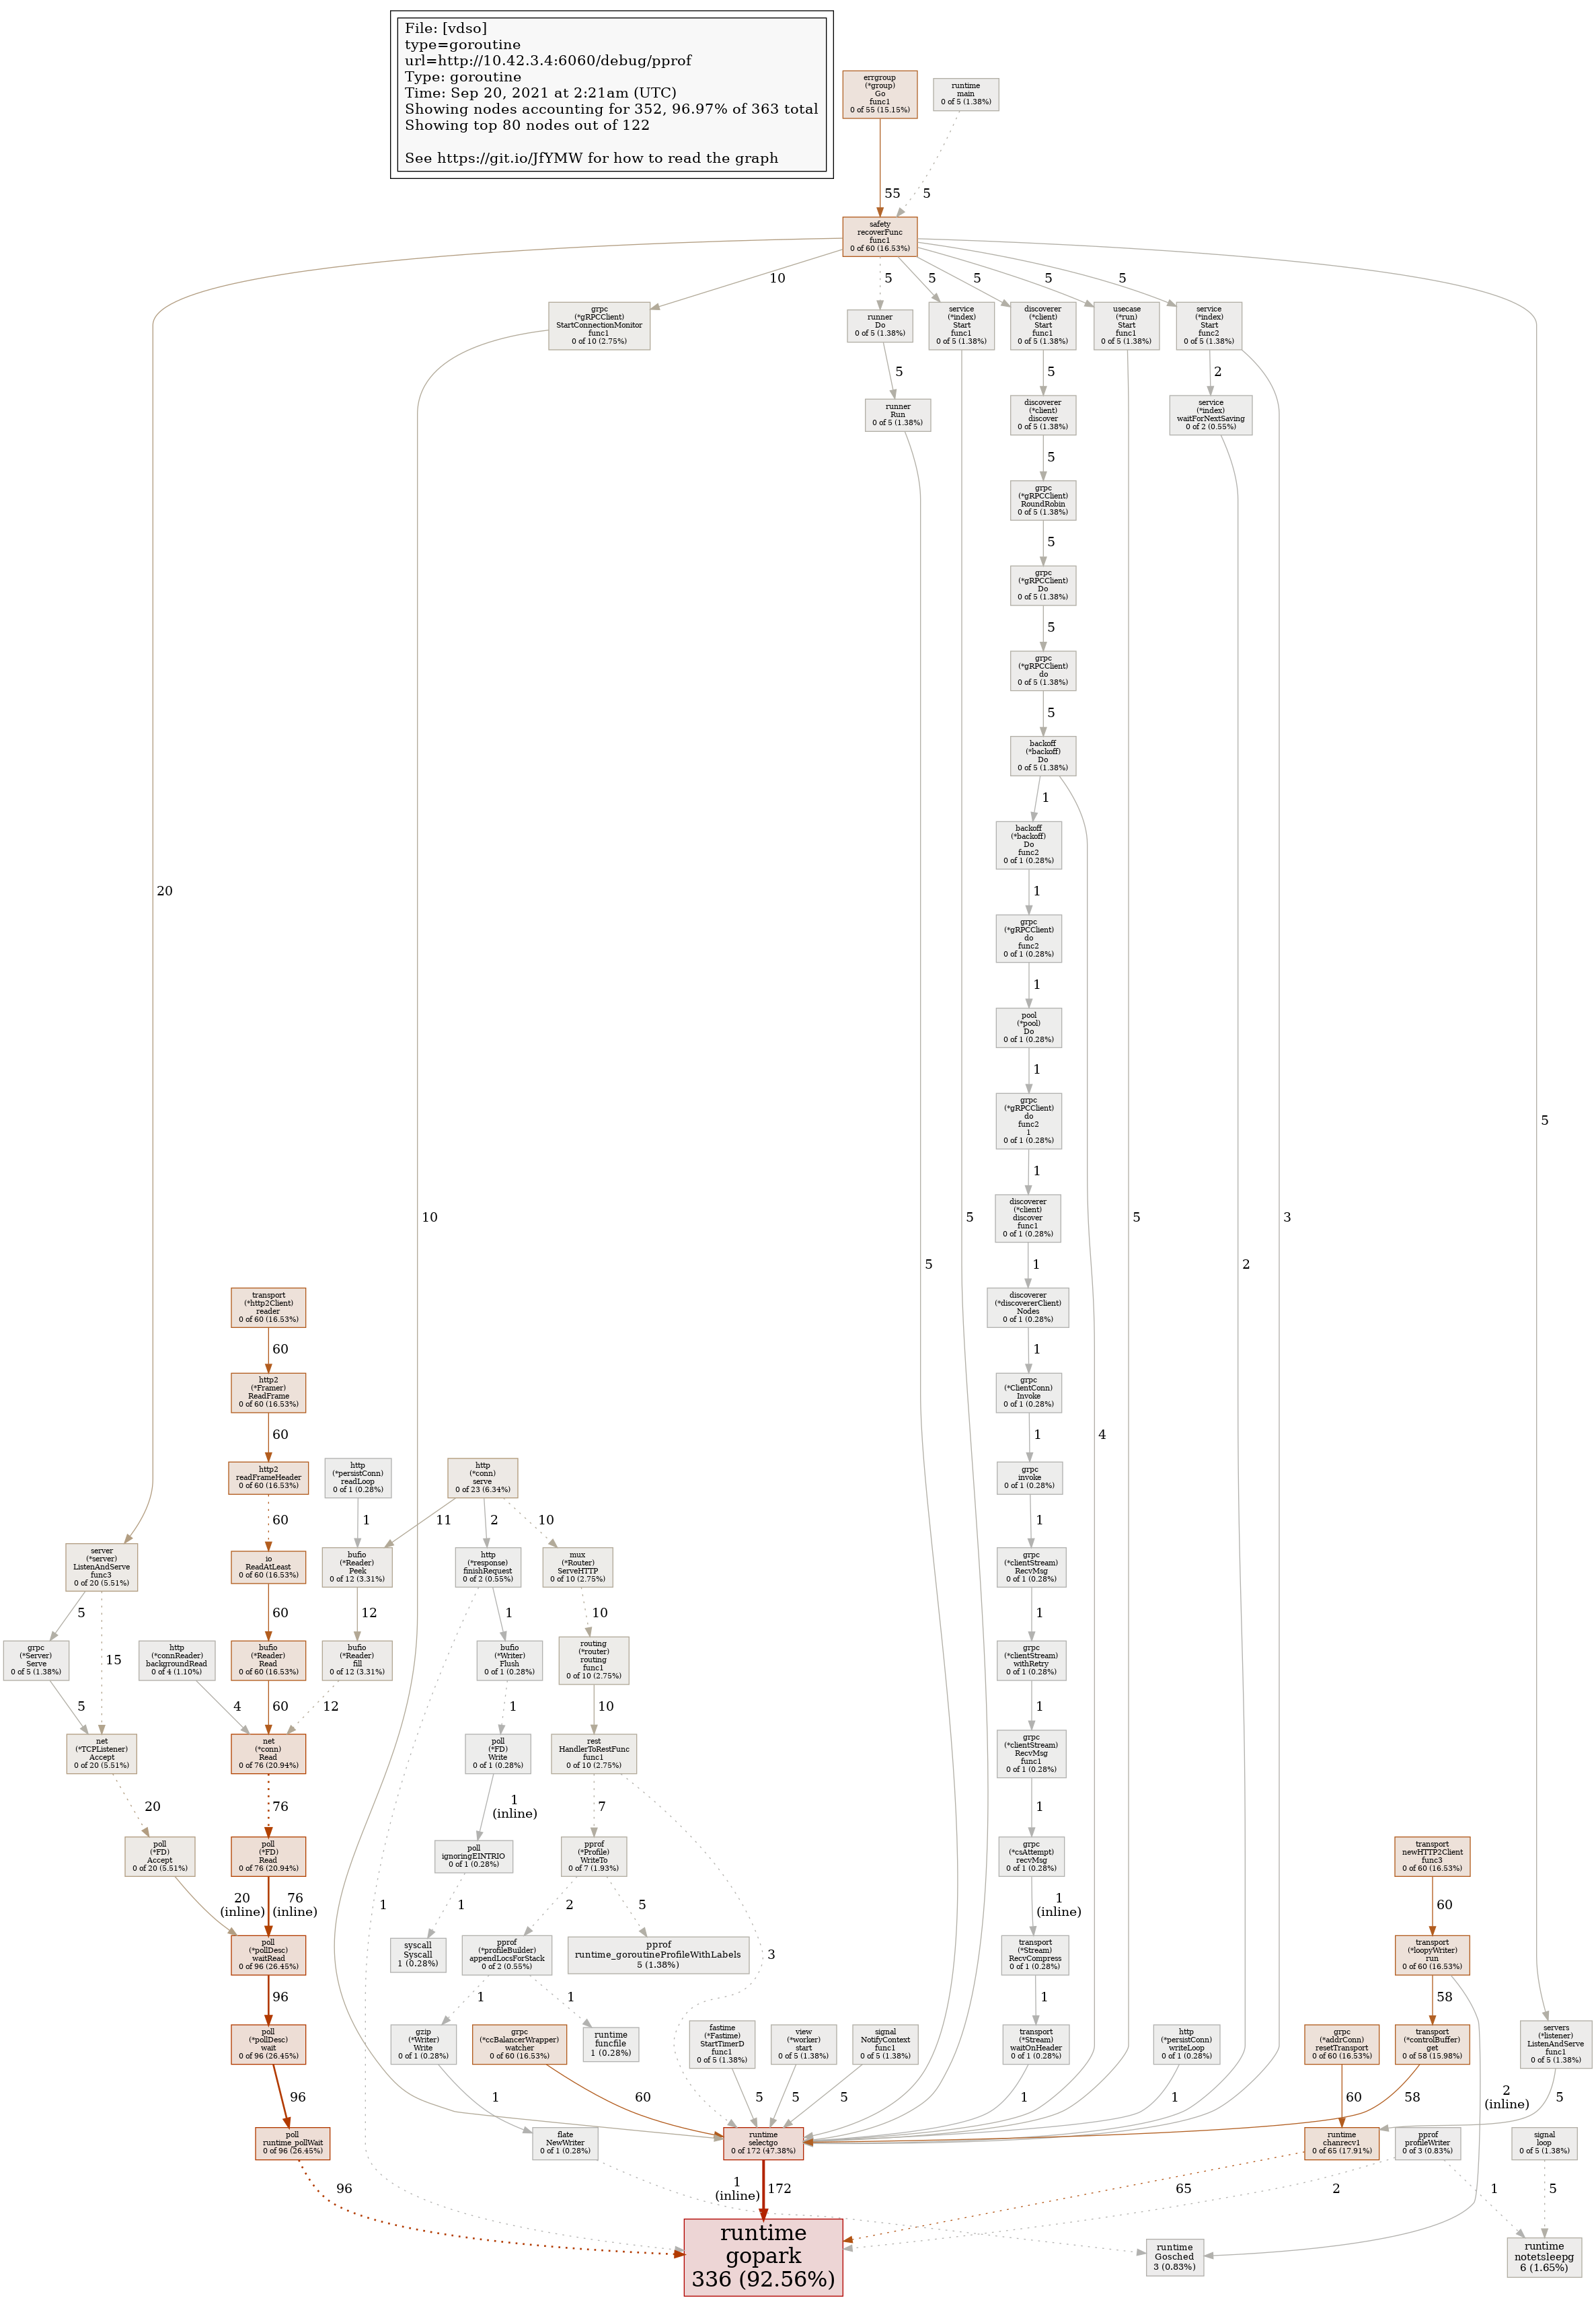 File: [vdso]
type=goroutine
url=http://10.42.3.4:6060/debug/pprof
Type: goroutine
Time: Sep 20, 2021 at 2:21am (UTC)
Showing nodes accounting for 352, 96.97% of 363 total
Showing top 80 nodes out of 122
See https://git.io/JfYMW for how to read the graph
errgroup
(*group)
Go
func1
0 of 55 (15.15%)
runtime
main
0 of 5 (1.38%)
55
5
safety
recoverFunc
func1
0 of 60 (16.53%)
10
5
5
5
5
5
grpc
(*gRPCClient)
StartConnectionMonitor
func1
0 of 10 (2.75%)
runner
Do
0 of 5 (1.38%)
service
(*index)
Start
func1
0 of 5 (1.38%)
discoverer
(*client)
Start
func1
0 of 5 (1.38%)
usecase
(*run)
Start
func1
0 of 5 (1.38%)
service
(*index)
Start
func2
0 of 5 (1.38%)
5
5
2
runner
Run
0 of 5 (1.38%)
discoverer
(*client)
discover
0 of 5 (1.38%)
service
(*index)
waitForNextSaving
0 of 2 (0.55%)
5
grpc
(*gRPCClient)
RoundRobin
0 of 5 (1.38%)
5
grpc
(*gRPCClient)
Do
0 of 5 (1.38%)
5
grpc
(*gRPCClient)
do
0 of 5 (1.38%)
5
backoff
(*backoff)
Do
0 of 5 (1.38%)
1
backoff
(*backoff)
Do
func2
0 of 1 (0.28%)
20
1
grpc
(*gRPCClient)
do
func2
0 of 1 (0.28%)
1
pool
(*pool)
Do
0 of 1 (0.28%)
1
5
grpc
(*gRPCClient)
do
func2
1
0 of 1 (0.28%)
1
discoverer
(*client)
discover
func1
0 of 1 (0.28%)
10
5
5
3
5
1
2
transport
(*http2Client)
reader
0 of 60 (16.53%)
discoverer
(*discovererClient)
Nodes
0 of 1 (0.28%)
60
1
http2
(*Framer)
ReadFrame
0 of 60 (16.53%)
grpc
(*ClientConn)
Invoke
0 of 1 (0.28%)
60
1
4
http2
readFrameHeader
0 of 60 (16.53%)
http
(*persistConn)
readLoop
0 of 1 (0.28%)
http
(*conn)
serve
0 of 23 (6.34%)
grpc
invoke
0 of 1 (0.28%)
60
1
11
2
10
1
server
(*server)
ListenAndServe
func3
0 of 20 (5.51%)
io
ReadAtLeast
0 of 60 (16.53%)
bufio
(*Reader)
Peek
0 of 12 (3.31%)
http
(*response)
finishRequest
0 of 2 (0.55%)
mux
(*Router)
ServeHTTP
0 of 10 (2.75%)
grpc
(*clientStream)
RecvMsg
0 of 1 (0.28%)
5
60
12
1
10
1
grpc
(*Server)
Serve
0 of 5 (1.38%)
15
http
(*connReader)
backgroundRead
0 of 4 (1.10%)
bufio
(*Reader)
Read
0 of 60 (16.53%)
bufio
(*Reader)
fill
0 of 12 (3.31%)
bufio
(*Writer)
Flush
0 of 1 (0.28%)
routing
(*router)
routing
func1
0 of 10 (2.75%)
grpc
(*clientStream)
withRetry
0 of 1 (0.28%)
5
4
60
12
1
10
1
net
(*TCPListener)
Accept
0 of 20 (5.51%)
net
(*conn)
Read
0 of 76 (20.94%)
poll
(*FD)
Write
0 of 1 (0.28%)
rest
HandlerToRestFunc
func1
0 of 10 (2.75%)
grpc
(*clientStream)
RecvMsg
func1
0 of 1 (0.28%)
20
76
1
(inline)
7
1
poll
(*FD)
Accept
0 of 20 (5.51%)
poll
(*FD)
Read
0 of 76 (20.94%)
poll
ignoringEINTRIO
0 of 1 (0.28%)
pprof
(*Profile)
WriteTo
0 of 7 (1.93%)
grpc
(*csAttempt)
recvMsg
0 of 1 (0.28%)
transport
newHTTP2Client
func3
0 of 60 (16.53%)
20
(inline)
76
(inline)
1
1
2
5
1
(inline)
60
poll
(*pollDesc)
waitRead
0 of 96 (26.45%)
syscall
Syscall
1 (0.28%)
pprof
(*profileBuilder)
appendLocsForStack
0 of 2 (0.55%)
pprof
runtime_goroutineProfileWithLabels
5 (1.38%)
3
transport
(*Stream)
RecvCompress
0 of 1 (0.28%)
transport
(*loopyWriter)
run
0 of 60 (16.53%)
96
1
1
1
58
poll
(*pollDesc)
wait
0 of 96 (26.45%)
gzip
(*Writer)
Write
0 of 1 (0.28%)
grpc
(*ccBalancerWrapper)
watcher
0 of 60 (16.53%)
runtime
funcfile
1 (0.28%)
fastime
(*Fastime)
StartTimerD
func1
0 of 5 (1.38%)
view
(*worker)
start
0 of 5 (1.38%)
signal
NotifyContext
func1
0 of 5 (1.38%)
transport
(*Stream)
waitOnHeader
0 of 1 (0.28%)
http
(*persistConn)
writeLoop
0 of 1 (0.28%)
grpc
(*addrConn)
resetTransport
0 of 60 (16.53%)
transport
(*controlBuffer)
get
0 of 58 (15.98%)
servers
(*listener)
ListenAndServe
func1
0 of 5 (1.38%)
96
1
60
5
5
5
1
1
60
58
2
(inline)
5
poll
runtime_pollWait
0 of 96 (26.45%)
flate
NewWriter
0 of 1 (0.28%)
runtime
selectgo
0 of 172 (47.38%)
runtime
chanrecv1
0 of 65 (17.91%)
pprof
profileWriter
0 of 3 (0.83%)
signal
loop
0 of 5 (1.38%)
96
1
(inline)
172
65
2
1
5
runtime
gopark
336 (92.56%)
runtime
Gosched
3 (0.83%)
runtime
notetsleepg
6 (1.65%)